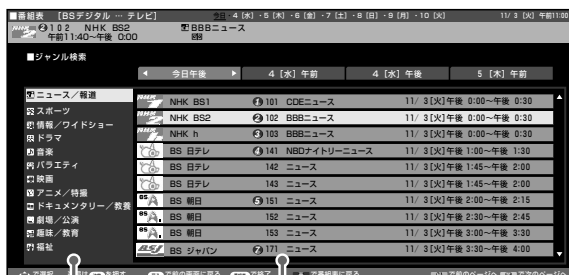 ■番組表 [BSデジタル … テレビ] ・4 [水] ・5 [木] ・6 [金] ・7 [土] ・8 [日] ・9 [月] ・10 [火] 11/ 3 [火] 午前11:00
② 102 NHK BS2 BBBニュース
午前11:40~午後 0:00
■ジャンル検索
今日午後 4 [水] 午前 4 [水] 午後 5 [木] 午前
ニュース/報道
スポーツ
情報/ワイドショー
ドラマ
音楽
バラエティ
映画
アニメ/特撮
ドキュメンタリー/教養
劇場/公演
趣味/教育
福祉
NHK BS1 ① 101 CDEニュース 11/ 3[火]午後 0:00~午後 0:30
NHK BS2 ② 102 BBBニュース 11/ 3[火]午後 0:00~午後 0:30
NHK h ③ 103 BBBニュース 11/ 3[火]午後 0:00~午後 0:30
BS 日テレ ④ 141 NBDナイトリーニュース 11/ 3[火]午後 1:00~午後 1:30
BS 日テレ 142 ニュース 11/ 3[火]午後 1:45~午後 2:00
BS 日テレ 143 ニュース 11/ 3[火]午後 1:45~午後 2:00
BS 朝日 ⑤ 151 ニュース 11/ 3[火]午後 2:00~午後 2:15
BS 朝日 152 ニュース 11/ 3[火]午後 2:30~午後 2:45
BS 朝日 153 ニュース 11/ 3[火]午後 3:00~午後 3:30
BSJ BS ジャパン ⑦ 171 ニュース 11/ 3[火]午後 3:30~午後 4:00